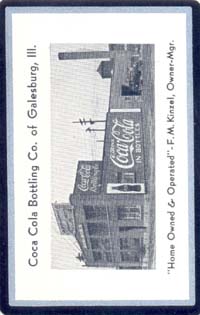 Coca Cola Bottling Co. of Galesburg, Ill.
Coca-Cola
Coca-Cola
IN BOTTLES
"Home Owned & Operated" - F. M. Kinzel, Owner-Mgr.